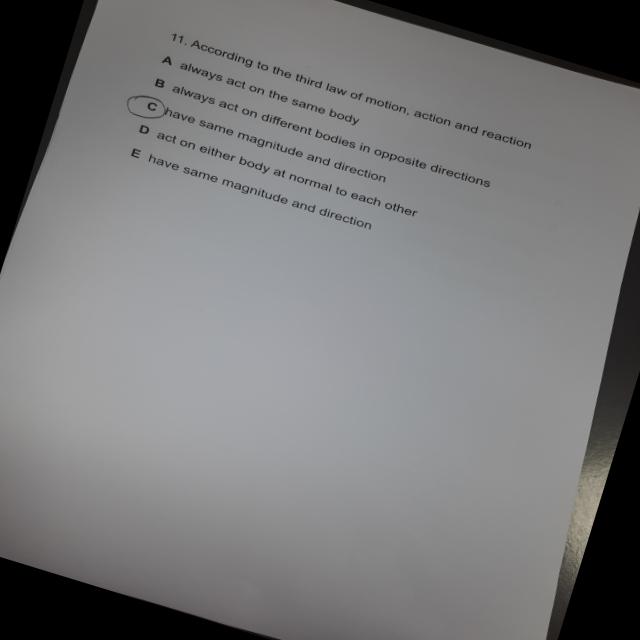 11. According to the third law of motion, action and reaction
A always act on the same body
B always act on different bodies in opposite directions
C have same magnitude and direction
D act on either body at normal to each other
E have same magnitude and direction